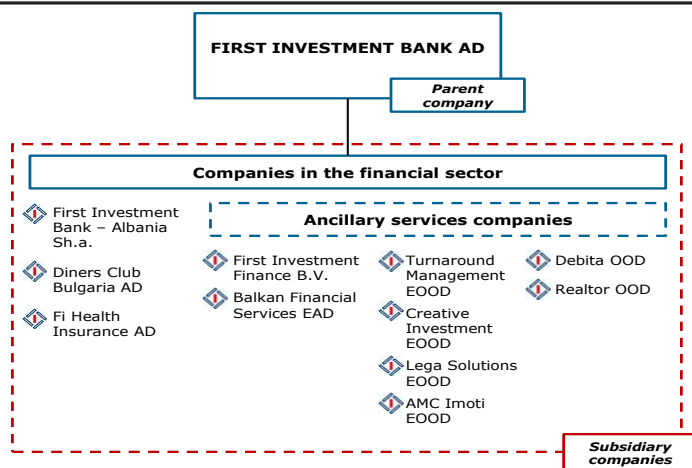 FIRST INVESTMENT BANK AD
Parent
company
Companies in the financial sector
First Investment
Bank – Albania
Sh.a.
Diners Club
Bulgaria AD
Fi Health
Insurance AD
Ancillary services companies
First Investment
Finance B.V.
Balkan Financial
Services EAD
Turnaround
Management
EOOD
Creative
Investment
EOOD
Lega Solutions
EOOD
AMC Imoti
EOOD
Debita OOD
Realtor OOD
Subsidiary
companies